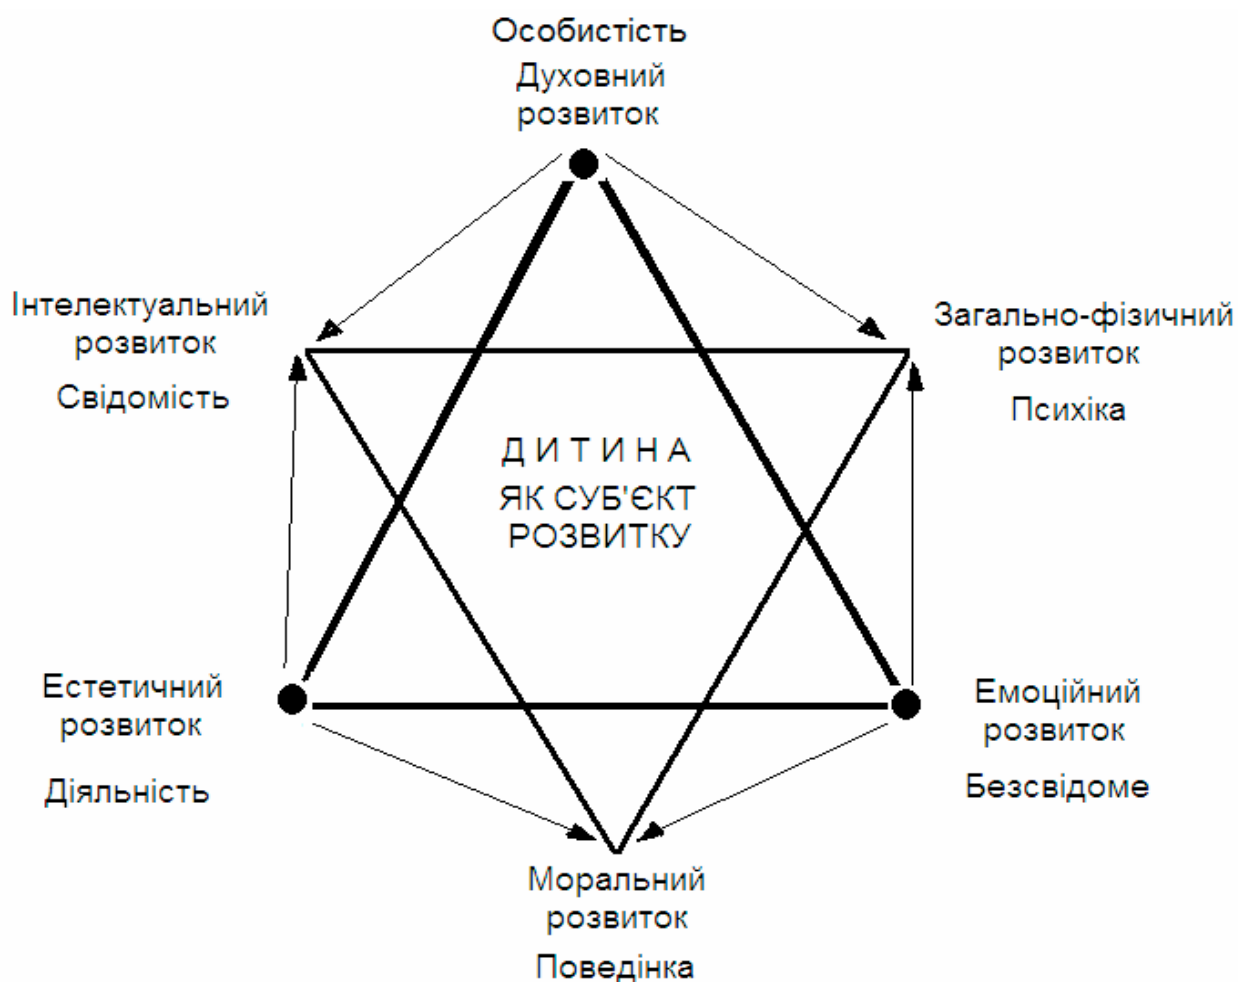 Особистість
Духовний
розвиток
Інтелектуальний
розвиток
Свідомість
Загально-фізичний
розвиток
Психіка
Д И Т И Н А
ЯК СУБ'ЄКТ
РОЗВИТКУ
Естетичний
розвиток
Діяльність
Емоційний
розвиток
Безсвідоме
Моральний
розвиток
Поведінка